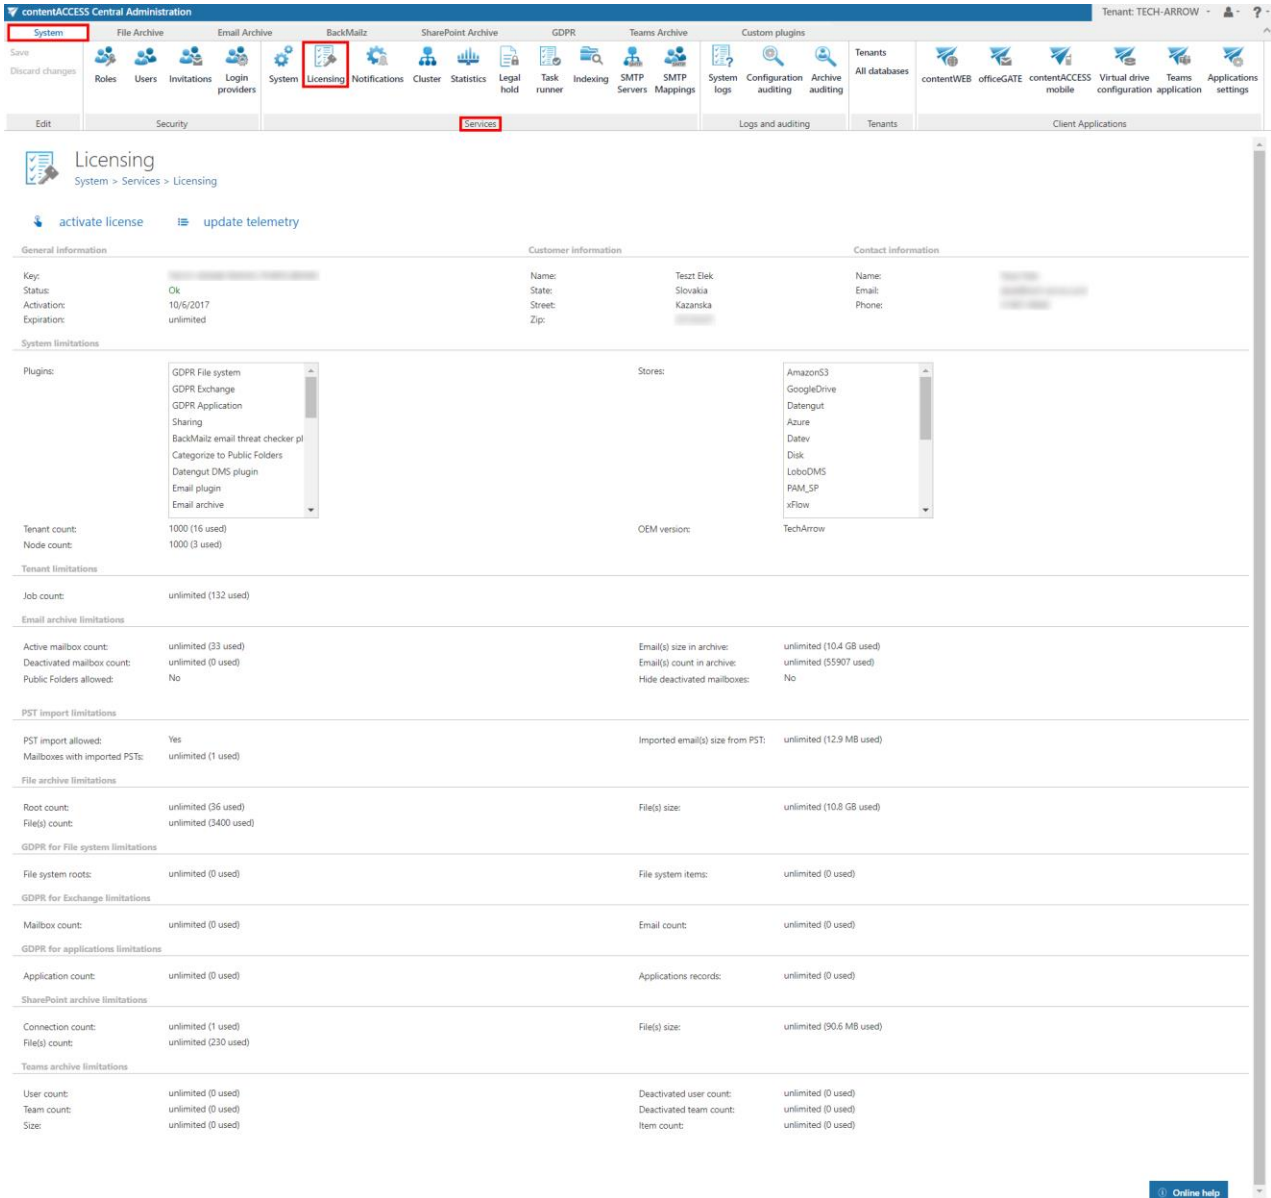 contentACCESS Central Administration
Tenant: TECH-ARROW
?
System File Archive Email Archive BackMailz SharePoint Archive GDPR Teams Archive Custom plugins
Save
Discard changes
Roles Users Invitations Login providers System Licensing Notifications Cluster Statistics Legal hold Task runner Indexing SMTP Servers SMTP Mappings System logs Configuration auditing Archive auditing
Tenants
All databases
contentWEB officeGATE contentACCESS mobile Virtual drive configuration Teams application Applications settings
Edit Security Services Logs and auditing Tenants Client Applications
Licensing
System > Services > Licensing
activate license update telemetry
General information Customer information Contact information
Key: Name: Teszt Elek Name:
Status: Ok State: Slovakia Email:
Activation: 10/6/2017 Street: Kazanska Phone:
Expiration: unlimited Zip:
System limitations
Plugins: Stores:
GDPR File system AmazonS3
GDPR Exchange GoogleDrive
GDPR Application Datengut
Sharing Azure
BackMailz email threat checker pl Datev
Categorize to Public Folders Disk
Datengut DMS plugin LoboDMS
Email plugin PAM_SP
Email archive xFlow
Tenant count: 1000 (16 used) OEM version: TechArrow
Node count: 1000 (3 used)
Tenant limitations
Job count: unlimited (132 used)
Email archive limitations
Active mailbox count: unlimited (33 used) Email(s) size in archive: unlimited (10.4 GB used)
Deactivated mailbox count: unlimited (0 used) Email(s) count in archive: unlimited (55907 used)
Public Folders allowed: No Hide deactivated mailboxes: No
PST import limitations
PST import allowed: Yes Imported email(s) size from PST: unlimited (12.9 MB used)
Mailboxes with imported PSTs: unlimited (1 used)
File archive limitations
Root count: unlimited (36 used) File(s) size: unlimited (10.8 GB used)
File(s) count: unlimited (3400 used)
GDPR for File system limitations
File system roots: unlimited (0 used) File system items: unlimited (0 used)
GDPR for Exchange limitations
Mailbox count: unlimited (0 used) Email count: unlimited (0 used)
GDPR for applications limitations
Application count: unlimited (0 used) Applications records: unlimited (0 used)
SharePoint archive limitations
Connection count: unlimited (1 used) File(s) size: unlimited (90.6 MB used)
File(s) count: unlimited (230 used)
Teams archive limitations
User count: unlimited (0 used) Deactivated user count: unlimited (0 used)
Team count: unlimited (0 used) Deactivated team count: unlimited (0 used)
Size: unlimited (0 used) Item count: unlimited (0 used)
Online help